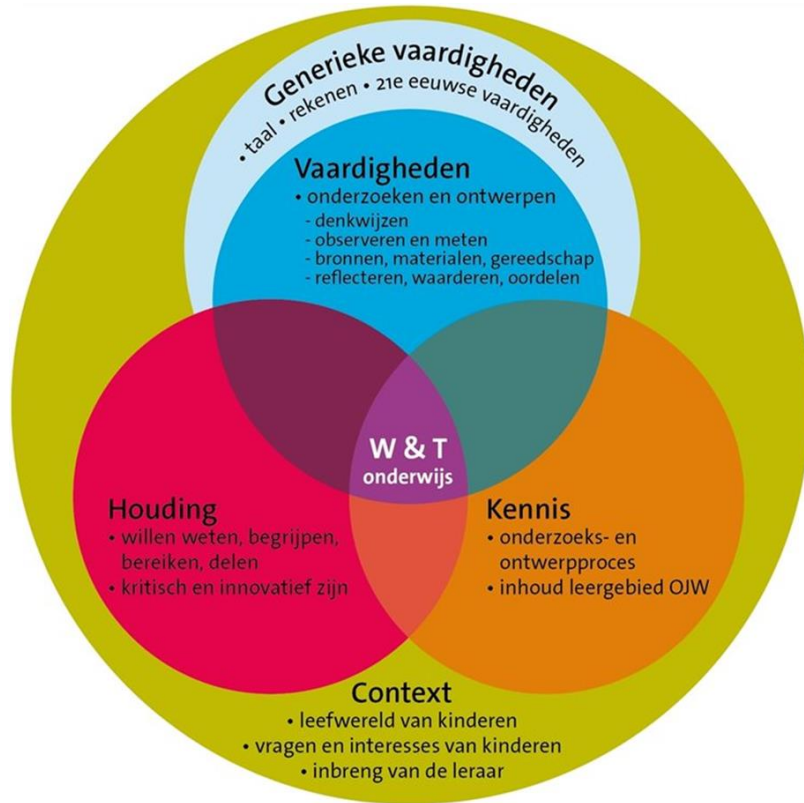 Generieke vaardigheden
• taal • rekenen • 21e eeuwse vaardigheden
Vaardigheden
• onderzoeken en ontwerpen
- denkwijzen
- observeren en meten
- bronnen, materialen, gereedschap
- reflecteren, waarderen, oordelen
W & T
onderwijs
Houding
• willen weten, begrijpen,
bereiken, delen
• kritisch en innovatief zijn
Kennis
• onderzoeks- en
ontwerpproces
• inhoud leergebied OJW
Context
• leefwereld van kinderen
• vragen en interesses van kinderen
• inbreng van de leraar